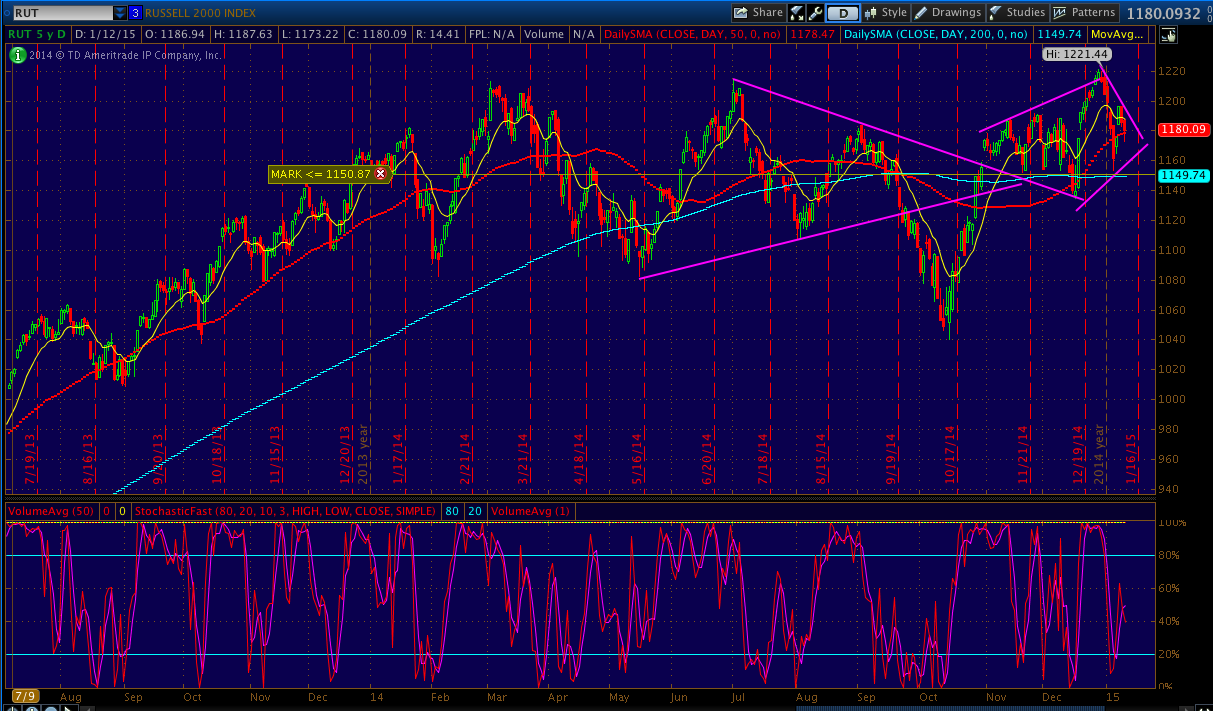 RUT 3 RUSSELL 2000 INDEX Share D Style Drawings Studies Patterns 1180.0932
RUT 5 y D D: 1/12/15 O: 1186.94 H: 1187.63 L: 1173.22 C: 1180.09 R: 14.41 FPL: N/A Volume N/A DailySMA (CLOSE, DAY, 50, 0, no) 1178.47 DailySMA (CLOSE, DAY, 200, 0, no) 1149.74 MovAvg...
2014 © TD Ameritrade IP Company, Inc.
Hi: 1221.44
1220
1200
1180.09
1160
MARK <= 1150.87
1149.74
1140
1120
1100
1080
1060
1040
1020
1000
980
960
940
7/19/13 8/16/13 9/20/13 10/18/1 11/15/13 12/20/13 2013 year 1/17/14 2/21/14 3/21/14 4/18/14 5/16/14 6/20/14 7/18/14 8/15/14 9/19/14 10/17/14 11/21/14 12/19/14 2014 year 1/16/15
VolumeAvg (50) 0 0 StochasticFast (80, 20, 10, 3, HIGH, LOW, CLOSE, SIMPLE) 80 20 VolumeAvg (1)
100%
80%
60%
40%
20%
0%
7/9 Aug Sep Oct Nov Dec 14 Feb Mar Apr May Jun Jul Aug Sep Oct Nov Dec 15